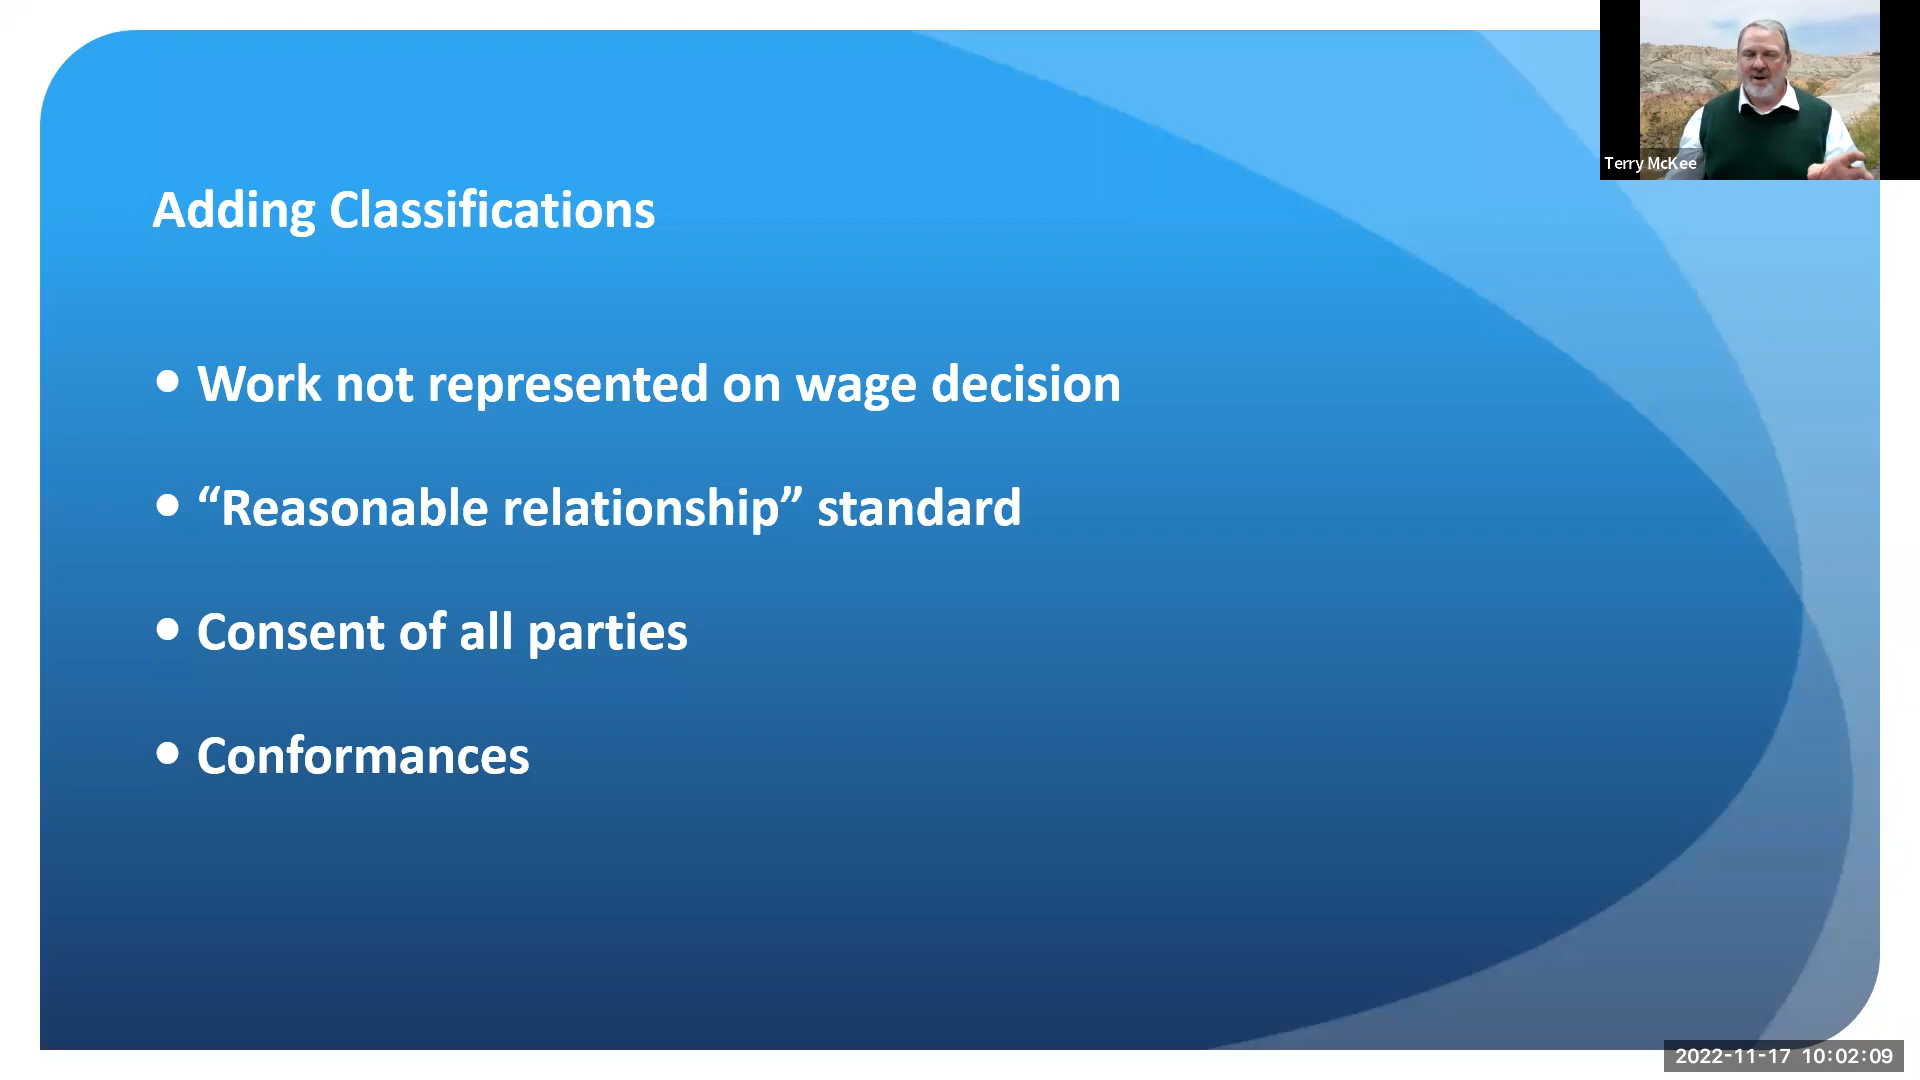 Terry McKee
Adding Classifications
• Work not represented on wage decision
• “Reasonable relationship” standard
• Consent of all parties
• Conformances
2022-11-17 10:02:09